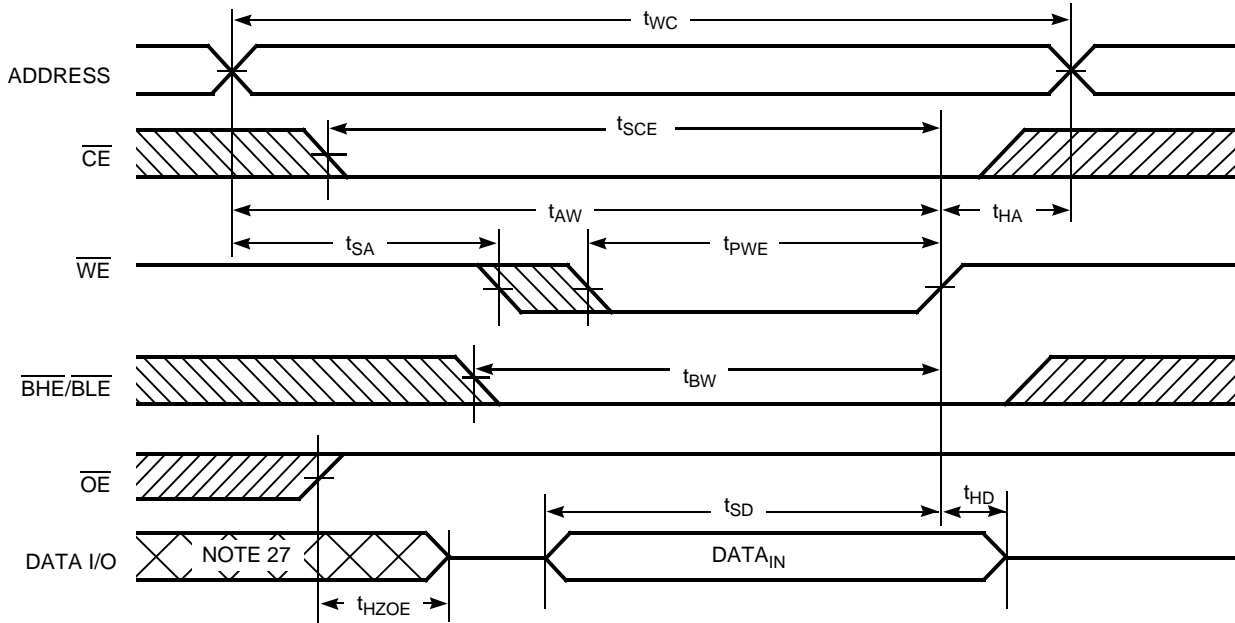 tWC
ADDRESS
tSCE
CE
tAW
tHA
tSA
tPWE
WE
tBW
BHE/BLE
OE
tSD
tHD
DATA I/O
NOTE 27
DATAIN
tHZOE